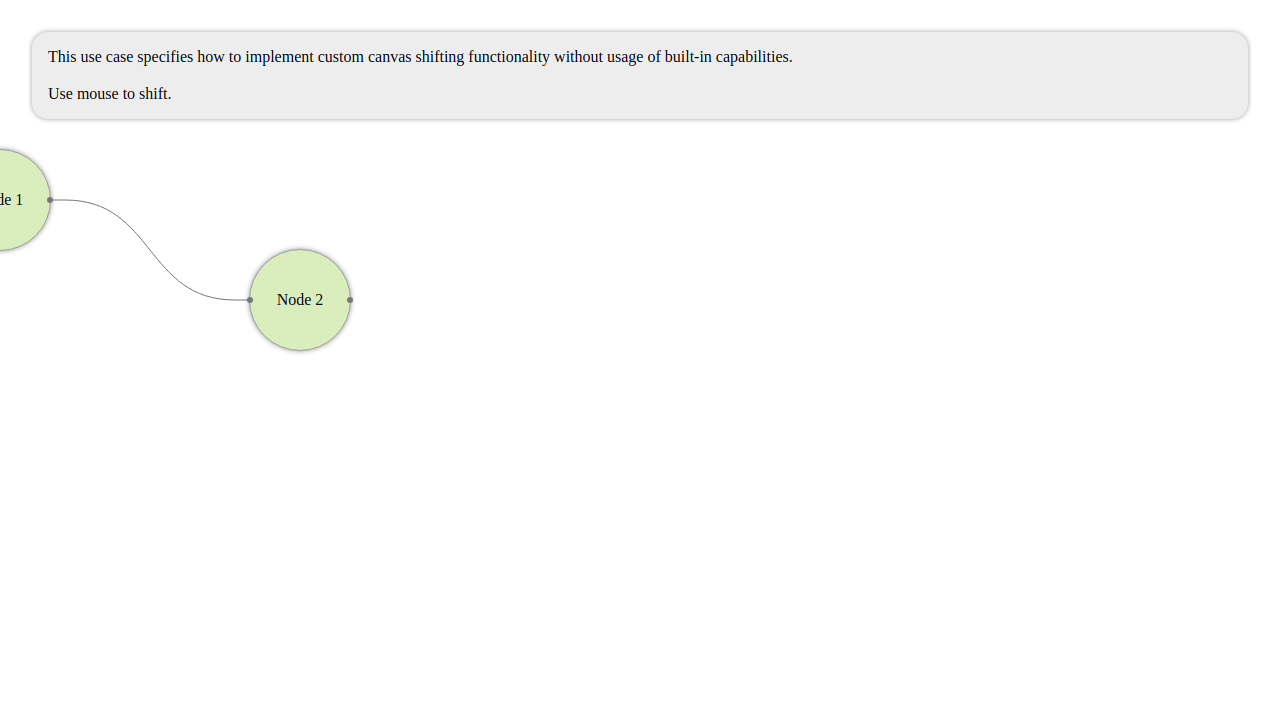 This use case specifies how to implement custom canvas shifting functionality without usage of built-in capabilities.
Use mouse to shift.
de 1
Node 2